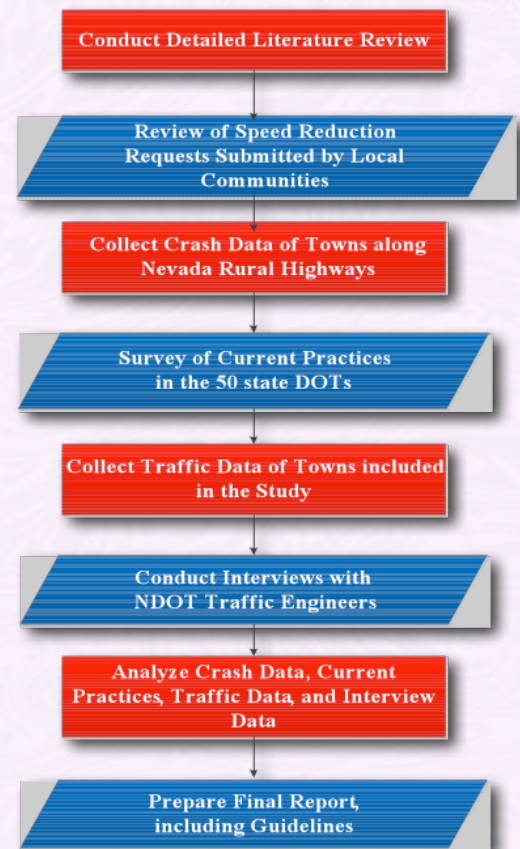 Conduct Detailed Literature Review
Review of Speed Reduction
Requests Submitted by Local
Communities
Collect Crash Data of Towns along
Nevada Rural Highways
Survey of Current Practices
in the 50 state DOTs
Collect Traffic Data of Towns included
in the Study
Conduct Interviews with
NDOT Traffic Engineers
Analyze Crash Data, Current
Practices, Traffic Data, and Interview
Data
Prepare Final Report,
including Guidelines